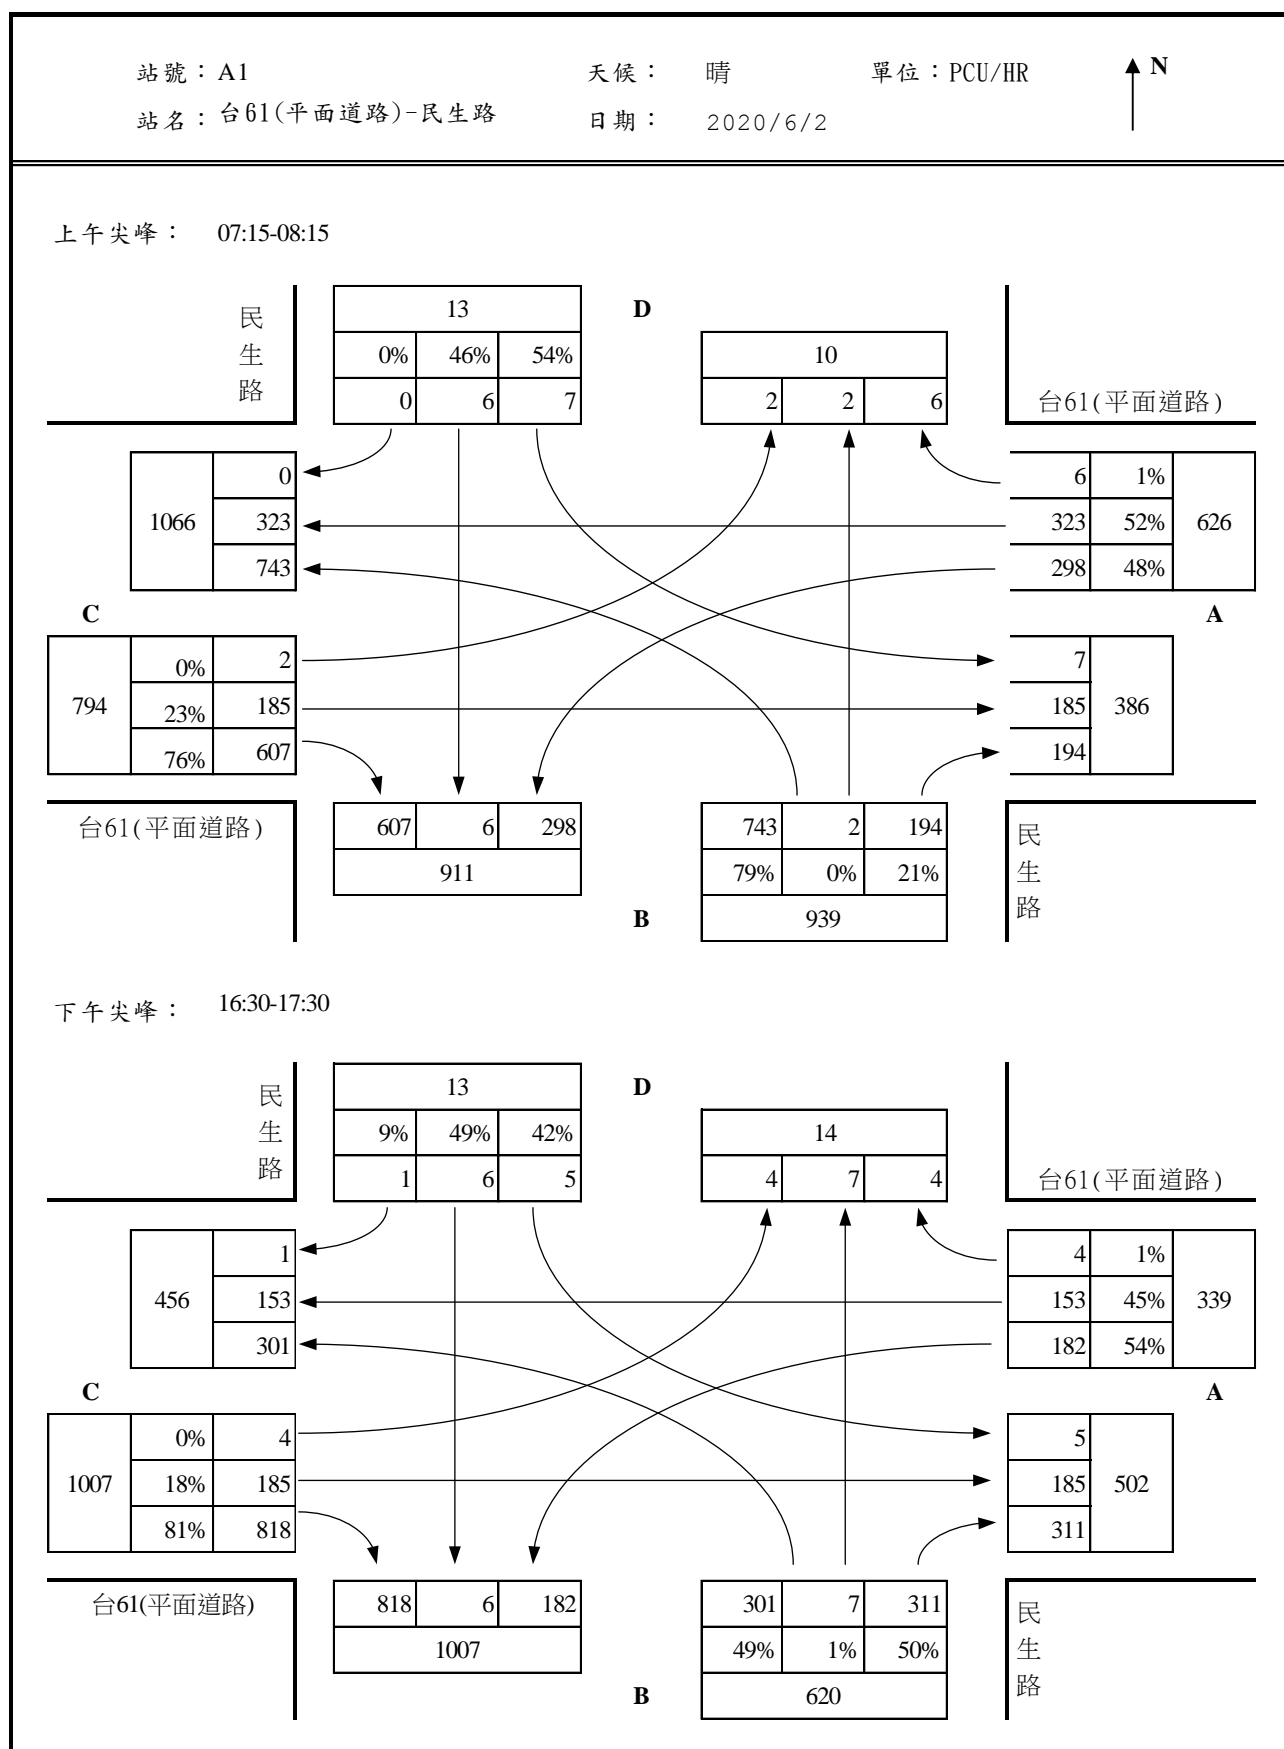 站號：A1 天候： 晴 單位：PCU/HR N
站名：台61(平面道路)-民生路 日期： 2020/6/2
上午尖峰： 07:15-08:15
民生路
13
0% 46% 54%
0 6 7
D
10
2 2 6
台61(平面道路)
1066
0
323
743
6 1%
323 52%
298 48%
626
C
A
794
0% 2
23% 185
76% 607
7
185
194
386
台61(平面道路)
607 6 298
911
B
743 2 194
79% 0% 21%
939
民生路
下午尖峰： 16:30-17:30
民生路
13
9% 49% 42%
1 6 5
D
14
4 7 4
台61(平面道路)
456
1
153
301
4 1%
153 45%
182 54%
339
C
A
1007
0% 4
18% 185
81% 818
5
185
311
502
台61(平面道路)
818 6 182
1007
B
301 7 311
49% 1% 50%
620
民生路